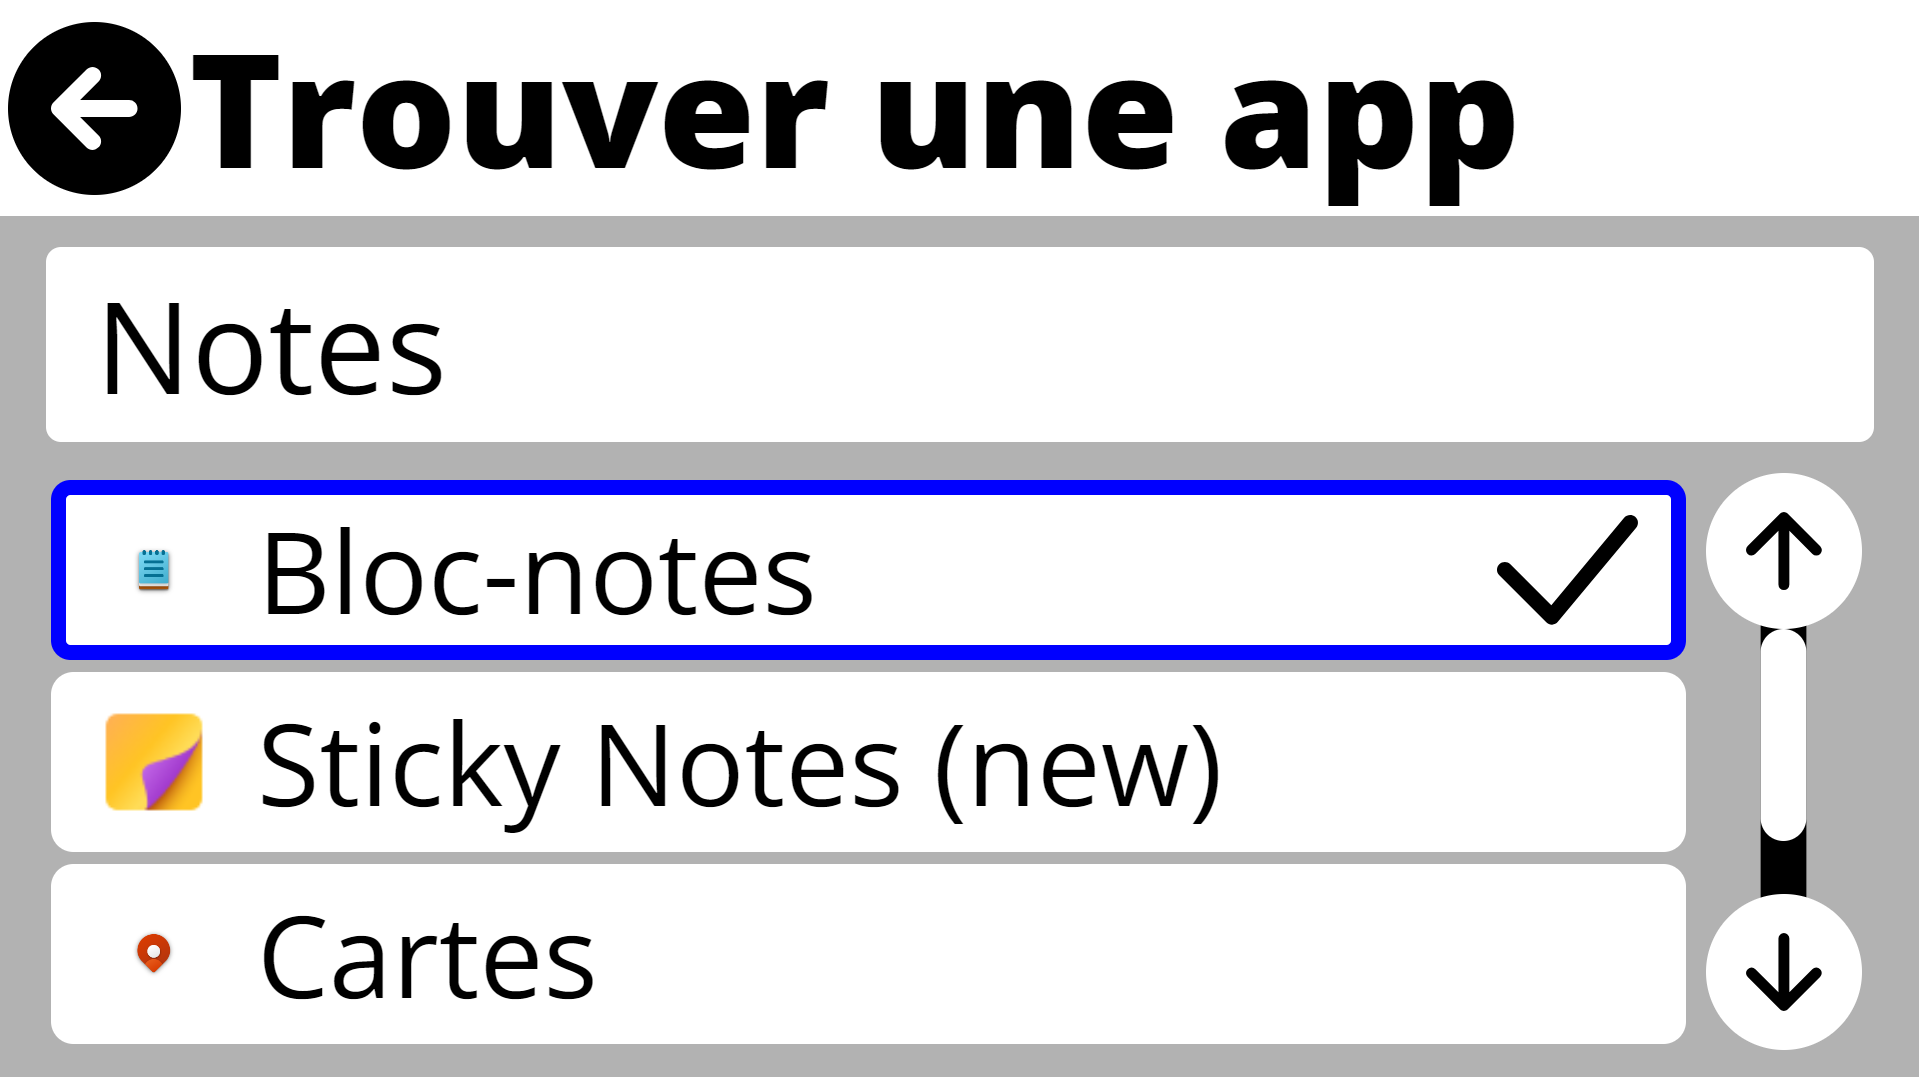 Trouver une app
Notes
Bloc-notes
Sticky Notes (new)
Cartes